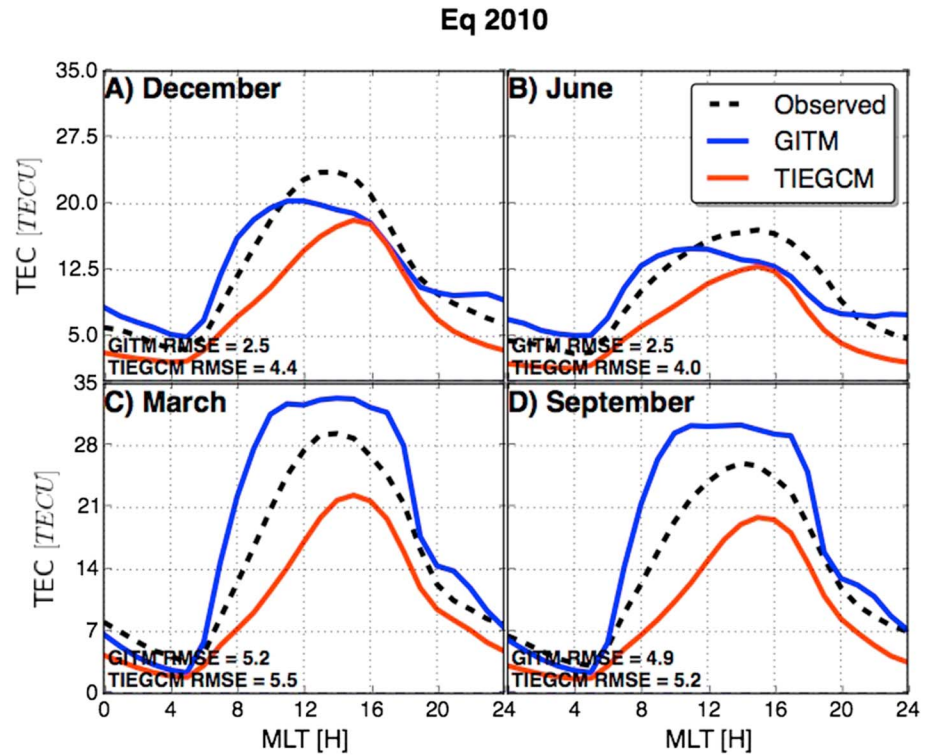 Eq 2010
A) December
B) June
Observed
GITM
TIEGCM
35.0
27.5
20.0
12.5
5.0
TEC [TECU]
GITM RMSE = 2.5
TIEGCM RMSE = 4.4
GITM RMSE = 2.5
TIEGCM RMSE = 4.0
C) March
D) September
35
28
21
14
7
0
TEC [TECU]
GITM RMSE = 5.2
TIEGCM RMSE = 5.5
GITM RMSE = 4.9
TIEGCM RMSE = 5.2
0 4 8 12 16 20 24 4 8 12 16 20 24
MLT [H] MLT [H]